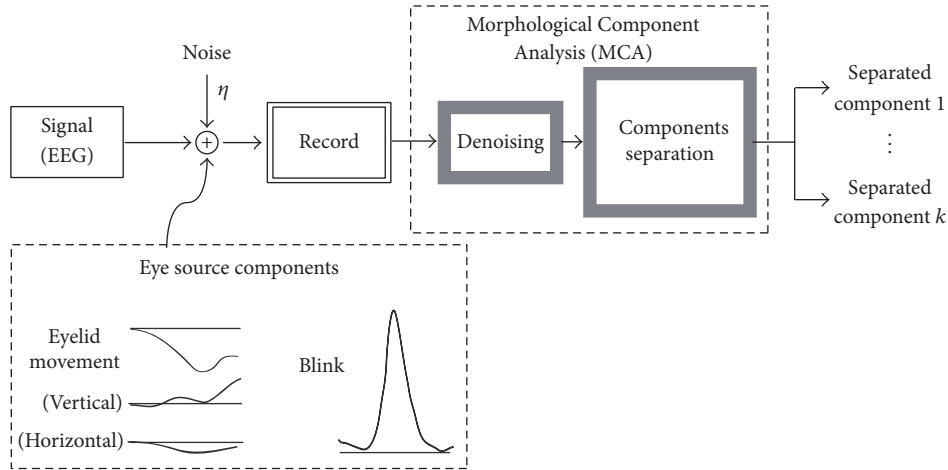 Morphological Component
Analysis (MCA)
Noise
η
Signal
(EEG)
+
Record
Denoising
Components
separation
Separated
component 1
⋮
Separated
component k
Eye source components
Eyelid
movement
(Vertical)
(Horizontal)
Blink